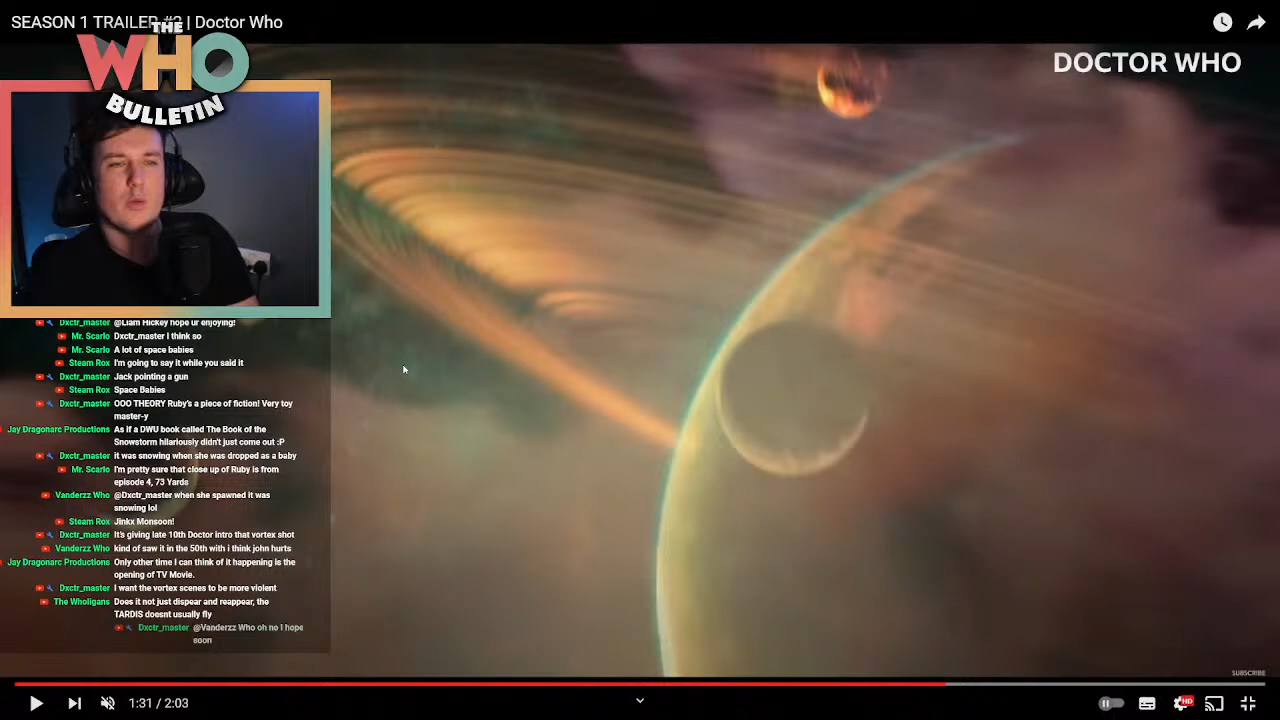 SEASON 1 TRAILER #2 | Doctor Who
THE
WHO
BULLETIN
DOCTOR WHO
Dxctr_master @Liam Hickey hope ur enjoying!
Mr. Scarlo Dxctr_master I think so
Mr. Scarlo A lot of space babies
Steam Rox I'm going to say it while you said it
Dxctr_master Jack pointing a gun
Steam Rox Space Babies
Dxctr_master OOO THEORY Ruby's a piece of fiction! Very toy
master-y
Jay Dragonarc Productions As if a DWU book called The Book of the
Snowstorm hilariously didn't just come out :P
Dxctr_master it was snowing when she was dropped as a baby
Mr. Scarlo I'm pretty sure that close up of Ruby is from
episode 4, 73 Yards
Vanderzz Who @Dxctr_master when she spawned it was
snowing lol
Steam Rox Jinkx Monsoon!
Dxctr_master It's giving late 10th Doctor intro that vortex shot
Vanderzz Who kind of saw it in the 50th with i think john hurts
Jay Dragonarc Productions Only other time I can think of it happening is the
opening of TV Movie.
Dxctr_master I want the vortex scenes to be more violent
The Wholigans Does it not just dispear and reappear, the
TARDIS doesnt usually fly
Dxctr_master @Vanderzz Who oh no I hope
soon
SUBSCRIBE
1:31 / 2:03
HD